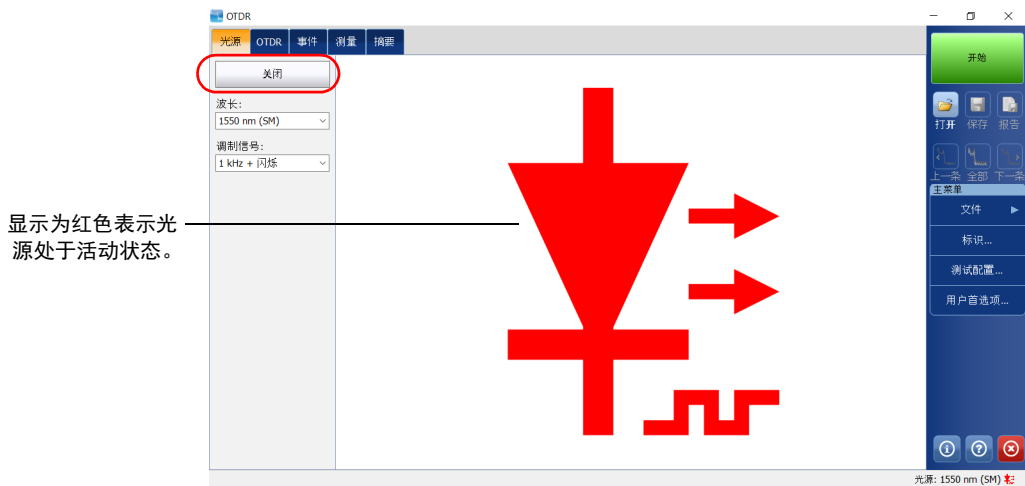 OTDR
光源 OTDR 事件 测量 摘要
关闭
波长:
1550 nm (SM)
调制信号:
1 kHz + 闪烁
显示为红色表示光
源处于活动状态。
开始
打开 保存 报告
上一条 全部 下一条
主菜单
文件
标识...
测试配置...
用户首选项...
光源: 1550 nm (SM)